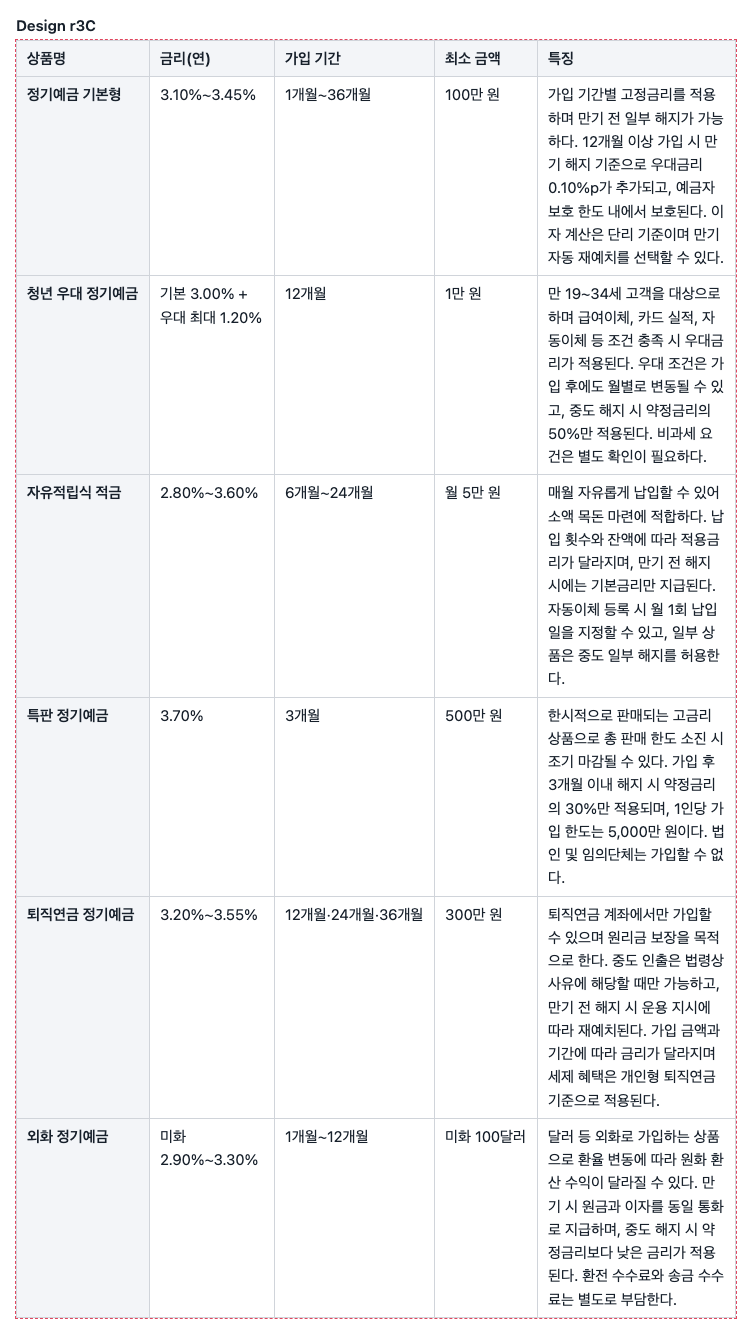 Design r3C
상품명 금리(연) 가입 기간 최소 금액 특징
정기예금 기본형 3.10%~3.45% 1개월~36개월 100만 원 가입 기간별 고정금리를 적용
하며 만기 전 일부 해지가 가능
하다. 12개월 이상 가입 시 만
기 해지 기준으로 우대금리
0.10%p가 추가되고, 예금자
보호 한도 내에서 보호된다. 이
자 계산은 단리 기준이며 만기
자동 재예치를 선택할 수 있다.
청년 우대 정기예금 기본 3.00% + 12개월 1만 원 만 19~34세 고객을 대상으로
우대 최대 1.20% 하며 급여이체, 카드 실적, 자
동이체 등 조건 충족 시 우대금
리가 적용된다. 우대 조건은 가
입 후에도 월별로 변동될 수 있
고, 중도 해지 시 약정금리의
50%만 적용된다. 비과세 요
건은 별도 확인이 필요하다.
자유적립식 적금 2.80%~3.60% 6개월~24개월 월 5만 원 매월 자유롭게 납입할 수 있어
소액 목돈 마련에 적합하다. 납
입 횟수와 잔액에 따라 적용금
리가 달라지며, 만기 전 해지
시에는 기본금리만 지급된다.
자동이체 등록 시 월 1회 납입
일을 지정할 수 있고, 일부 상
품은 중도 일부 해지를 허용한
다.
특판 정기예금 3.70% 3개월 500만 원 한시적으로 판매되는 고금리
상품으로 총 판매 한도 소진 시
조기 마감될 수 있다. 가입 후
3개월 이내 해지 시 약정금리
의 30%만 적용되며, 1인당 가
입 한도는 5,000만 원이다. 법
인 및 임의단체는 가입할 수 없
다.
퇴직연금 정기예금 3.20%~3.55% 12개월·24개월·36개월 300만 원 퇴직연금 계좌에서만 가입할
수 있으며 원리금 보장을 목적
으로 한다. 중도 인출은 법령상
사유에 해당할 때만 가능하고,
만기 전 해지 시 운용 지시에
따라 재예치된다. 가입 금액과
기간에 따라 금리가 달라지며
세제 혜택은 개인형 퇴직연금
기준으로 적용된다.
외화 정기예금 미화 1개월~12개월 미화 100달러 달러 등 외화로 가입하는 상품
2.90%~3.30% 으로 환율 변동에 따라 원화 환
산 수익이 달라질 수 있다. 만
기 시 원금과 이자를 동일 통화
로 지급하며, 중도 해지 시 약
정금리보다 낮은 금리가 적용
된다. 환전 수수료와 송금 수수
료는 별도로 부담한다.